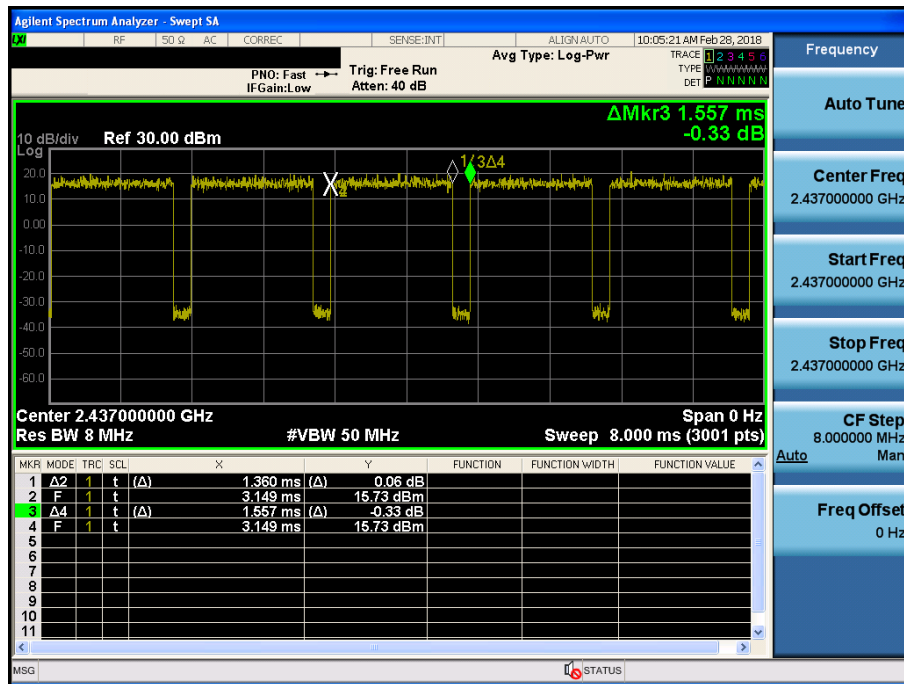 Agilent Spectrum Analyzer - Swept SA
LXI RF 50 Ω AC CORREC SENSE:INT ALIGN AUTO 10:05:21 AM Feb 28, 2018
Frequency
PNO: Fast Trig: Free Run Avg Type: Log-Pwr TRACE 1 2 3 4 5 6
IFGain:Low Atten: 40 dB TYPE WWWWWWW
DET P N N N N N
Auto Tune
ΔMkr3 1.557 ms
10 dB/div Ref 30.00 dBm -0.33 dB
Log
1/3Δ4
20.0
10.0
0.00
-10.0
-20.0
-30.0
-40.0
-50.0
-60.0
Center 2.437000000 GHz Span 0 Hz
Res BW 8 MHz #VBW 50 MHz Sweep 8.000 ms (3001 pts)
Center Freq
2.437000000 GHz
Start Freq
2.437000000 GHz
Stop Freq
2.437000000 GHz
CF Step
8.000000 MHz
Auto Man
Freq Offset
0 Hz
MKR MODE TRC SCL X Y FUNCTION FUNCTION WIDTH FUNCTION VALUE
1 Δ2 1 t (Δ) 1.360 ms (Δ) 0.06 dB
2 F 1 t 3.149 ms 15.73 dBm
3 Δ4 1 t (Δ) 1.557 ms (Δ) -0.33 dB
4 F 1 t 3.149 ms 15.73 dBm
5
6
7
8
9
10
11
MSG STATUS